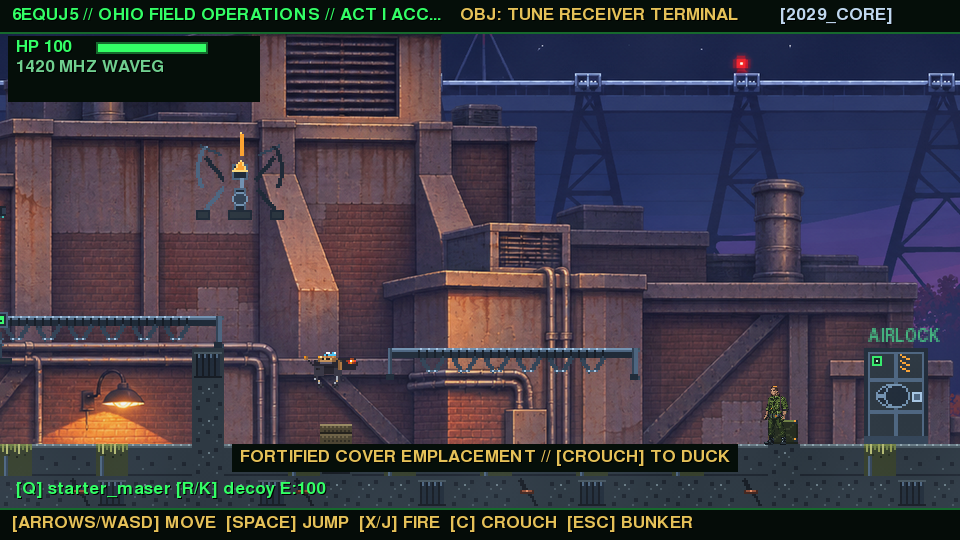 6EQUJ5 // OHIO FIELD OPERATIONS // ACT I ACC... OBJ: TUNE RECEIVER TERMINAL [2029_CORE]
HP 100
1420 MHZ WAVEG
AIRLOCK
FORTIFIED COVER EMPLACEMENT // [CROUCH] TO DUCK
[Q] starter_maser [R/K] decoy E:100
[ARROWS/WASD] MOVE [SPACE] JUMP [X/J] FIRE [C] CROUCH [ESC] BUNKER